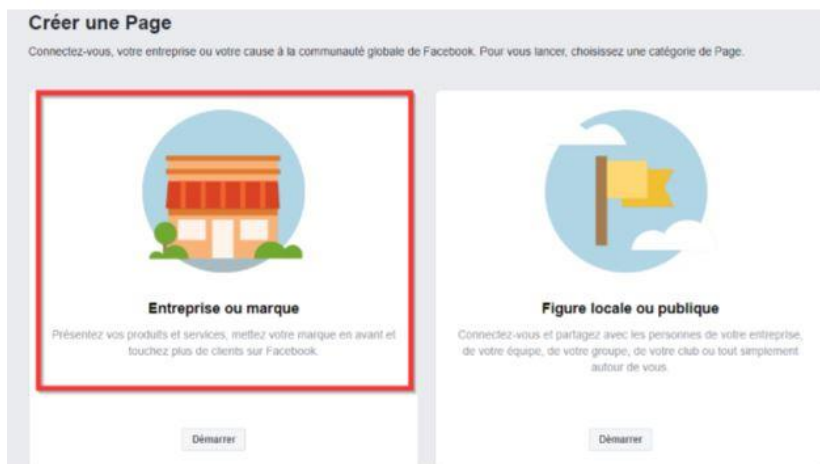 Créer une Page
Connectez-vous, votre entreprise ou votre cause à la communauté globale de Facebook. Pour vous lancer, choisissez une catégorie de Page.
Entreprise ou marque
Présentez vos produits et services, mettez votre marque en avant et
touchez plus de clients sur Facebook.
Démarrer
Figure locale ou publique
Connectez-vous et partagez avec les personnes de votre entreprise,
de votre équipe, de votre groupe, de votre club ou tout simplement
autour de vous.
Démarrer